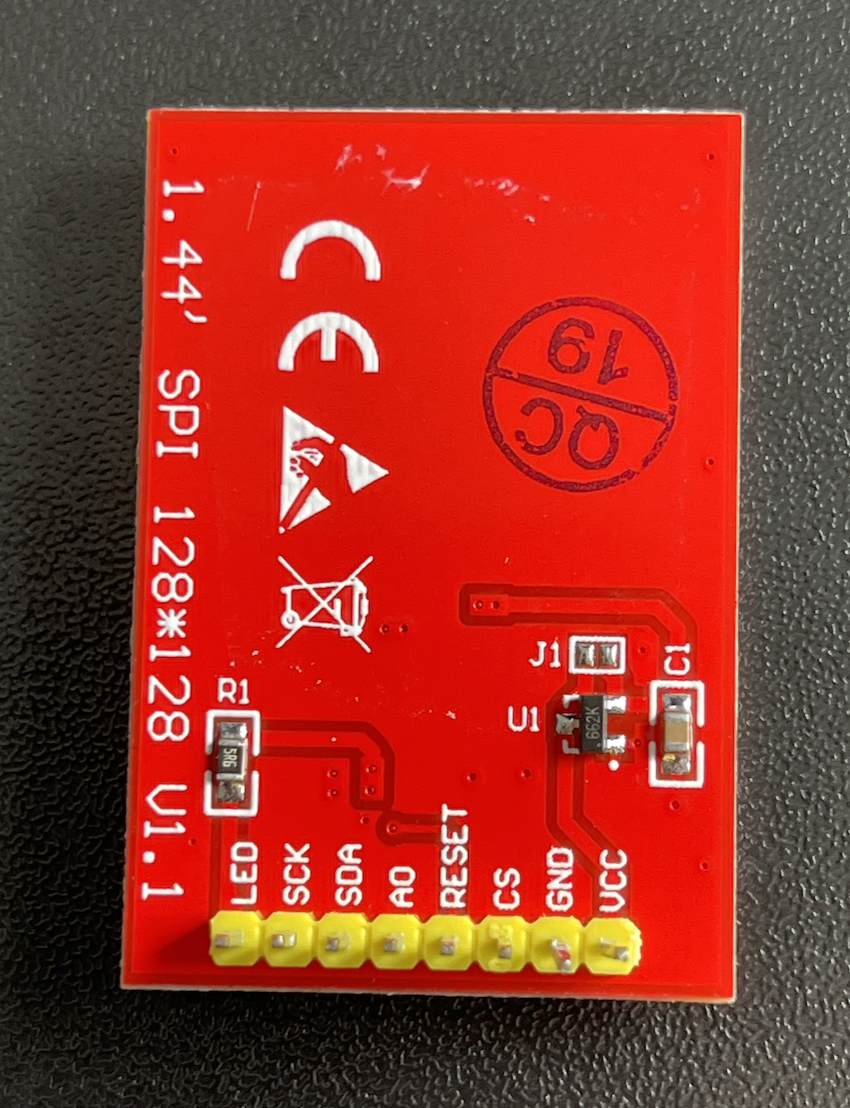 1.44' SPI 128*128 V1.1
CE
QC
19
J1
C1
U1
662K
R1
5R6
LED
SCK
SDA
A0
RESET
CS
GND
VCC